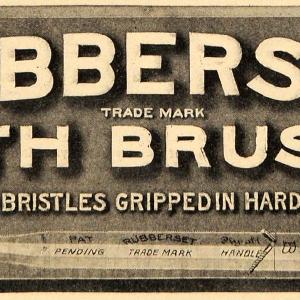 BBERS
TRADE MARK
TH BRUS
BRISTLES GRIPPED IN HARD
PAT RUBBERSET
PENDING TRADE MARK HANDLE